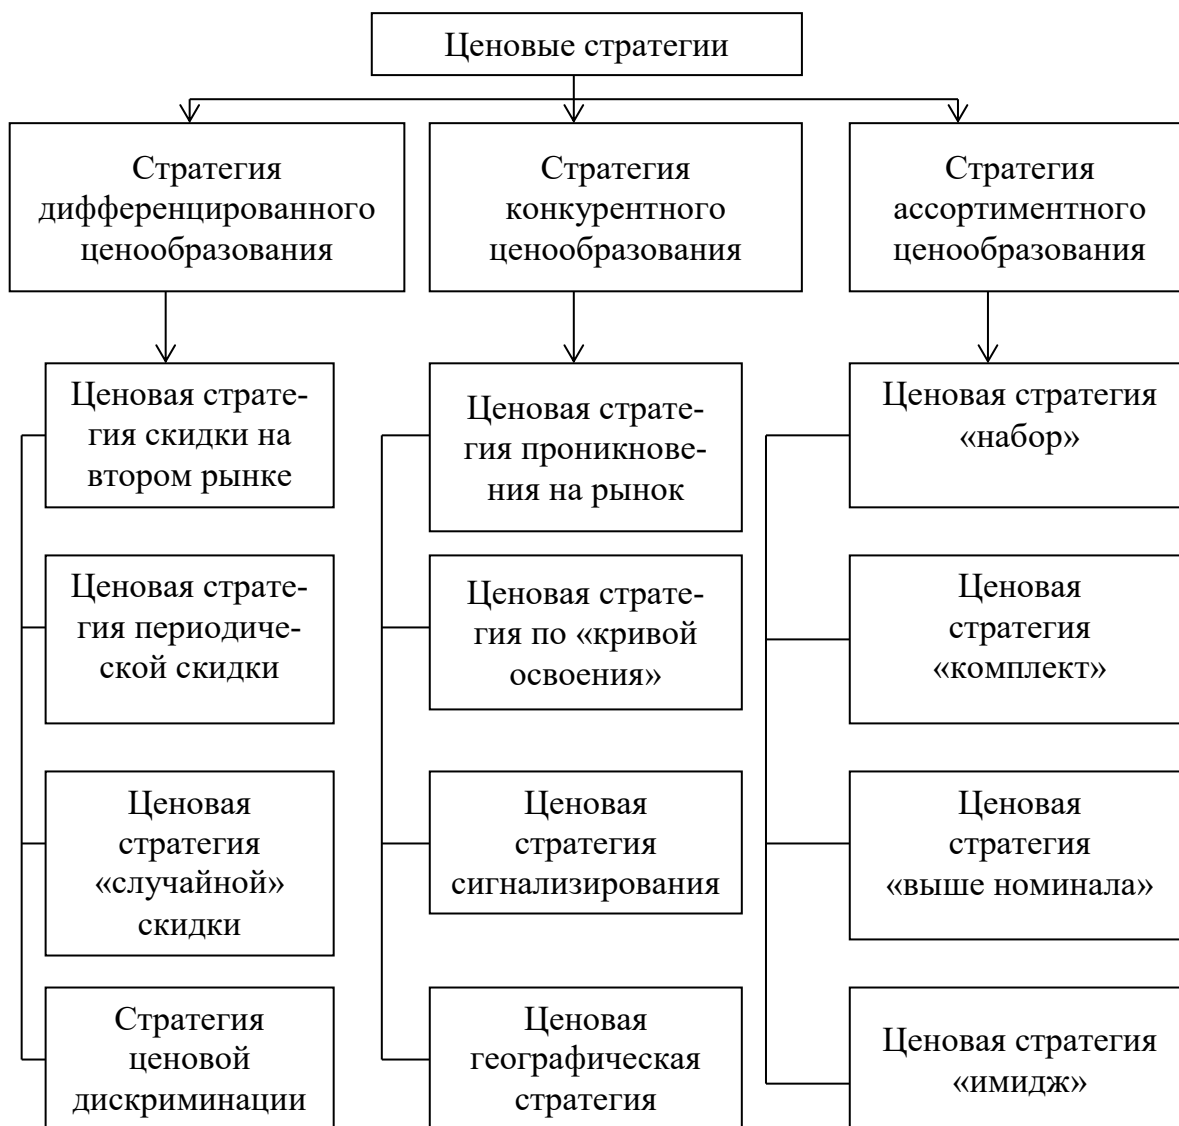 Ценовые стратегии
Стратегия
дифференцированного
ценообразования
Стратегия
конкурентного
ценообразования
Стратегия
ассортиментного
ценообразования
Ценовая страте-
гия скидки на
втором рынке
Ценовая страте-
гия проникнове-
ния на рынок
Ценовая стратегия
«набор»
Ценовая страте-
гия периодиче-
ской скидки
Ценовая страте-
гия по «кривой
освоения»
Ценовая
стратегия
«комплект»
Ценовая
стратегия
«случайной»
скидки
Ценовая
стратегия
сигнализирования
Ценовая
стратегия
«выше номинала»
Стратегия
ценовой
дискриминации
Ценовая
географическая
стратегия
Ценовая стратегия
«имидж»